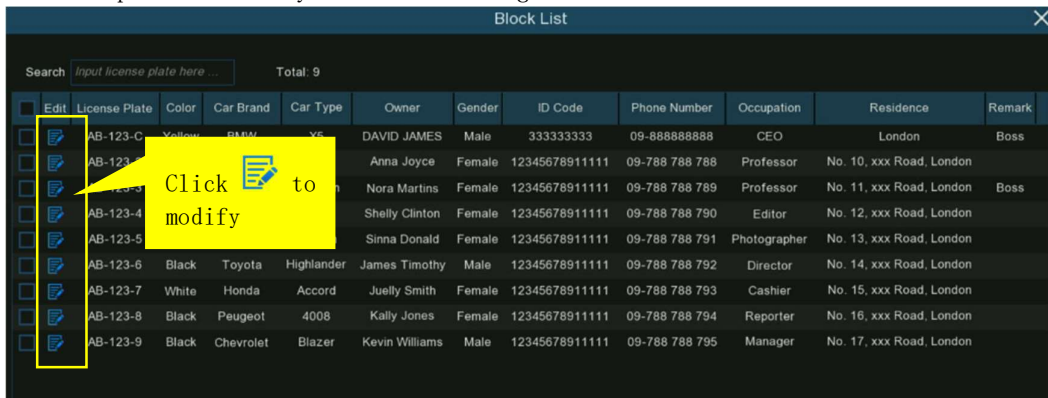 Block List
Search Input license plate here ... Total: 9
Edit License Plate Color Car Brand Car Type Owner Gender ID Code Phone Number Occupation Residence Remark
AB-123-C Yellow BMW X5 DAVID JAMES Male 333333333 09-888888888 CEO London Boss
Anna Joyce Female 12345678911111 09-788 788 788 Professor No. 10, xxx Road, London
AB-123-3 Nora Martins Female 12345678911111 09-788 788 789 Professor No. 11, xxx Road, London Boss
AB-123-4 Shelly Clinton Female 12345678911111 09-788 788 790 Editor No. 12, xxx Road, London
AB-123-5 Sinna Donald Female 12345678911111 09-788 788 791 Photographer No. 13, xxx Road, London
AB-123-6 Black Toyota Highlander James Timothy Male 12345678911111 09-788 788 792 Director No. 14, xxx Road, London
AB-123-7 White Honda Accord Juelly Smith Female 12345678911111 09-788 788 793 Cashier No. 15, xxx Road, London
AB-123-8 Black Peugeot 4008 Kally Jones Female 12345678911111 09-788 788 794 Reporter No. 16, xxx Road, London
AB-123-9 Black Chevrolet Blazer Kevin Williams Male 12345678911111 09-788 788 795 Manager No. 17, xxx Road, London
Click to
modify